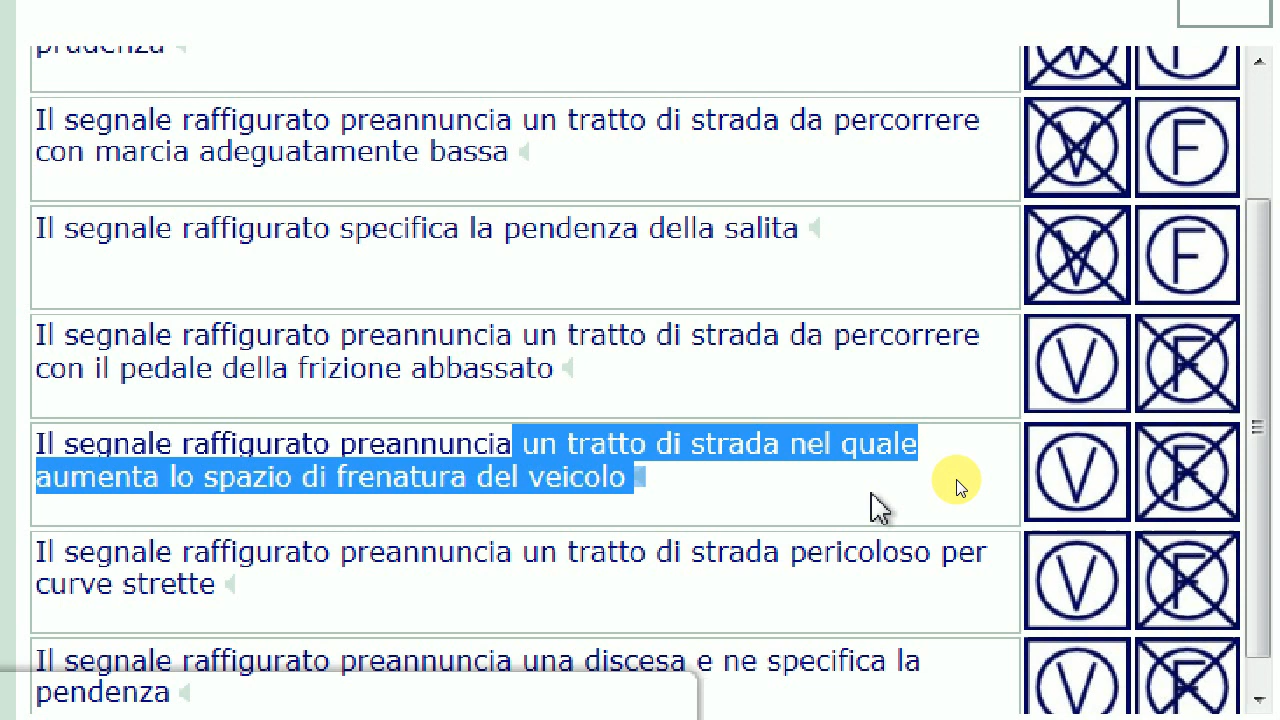 prudenza
V F
Il segnale raffigurato preannuncia un tratto di strada da percorrere
con marcia adeguatamente bassa
V F
Il segnale raffigurato specifica la pendenza della salita
V F
Il segnale raffigurato preannuncia un tratto di strada da percorrere
con il pedale della frizione abbassato
V F
Il segnale raffigurato preannuncia un tratto di strada nel quale
aumenta lo spazio di frenatura del veicolo
V F
Il segnale raffigurato preannuncia un tratto di strada pericoloso per
curve strette
V F
Il segnale raffigurato preannuncia una discesa e ne specifica la
pendenza
V F